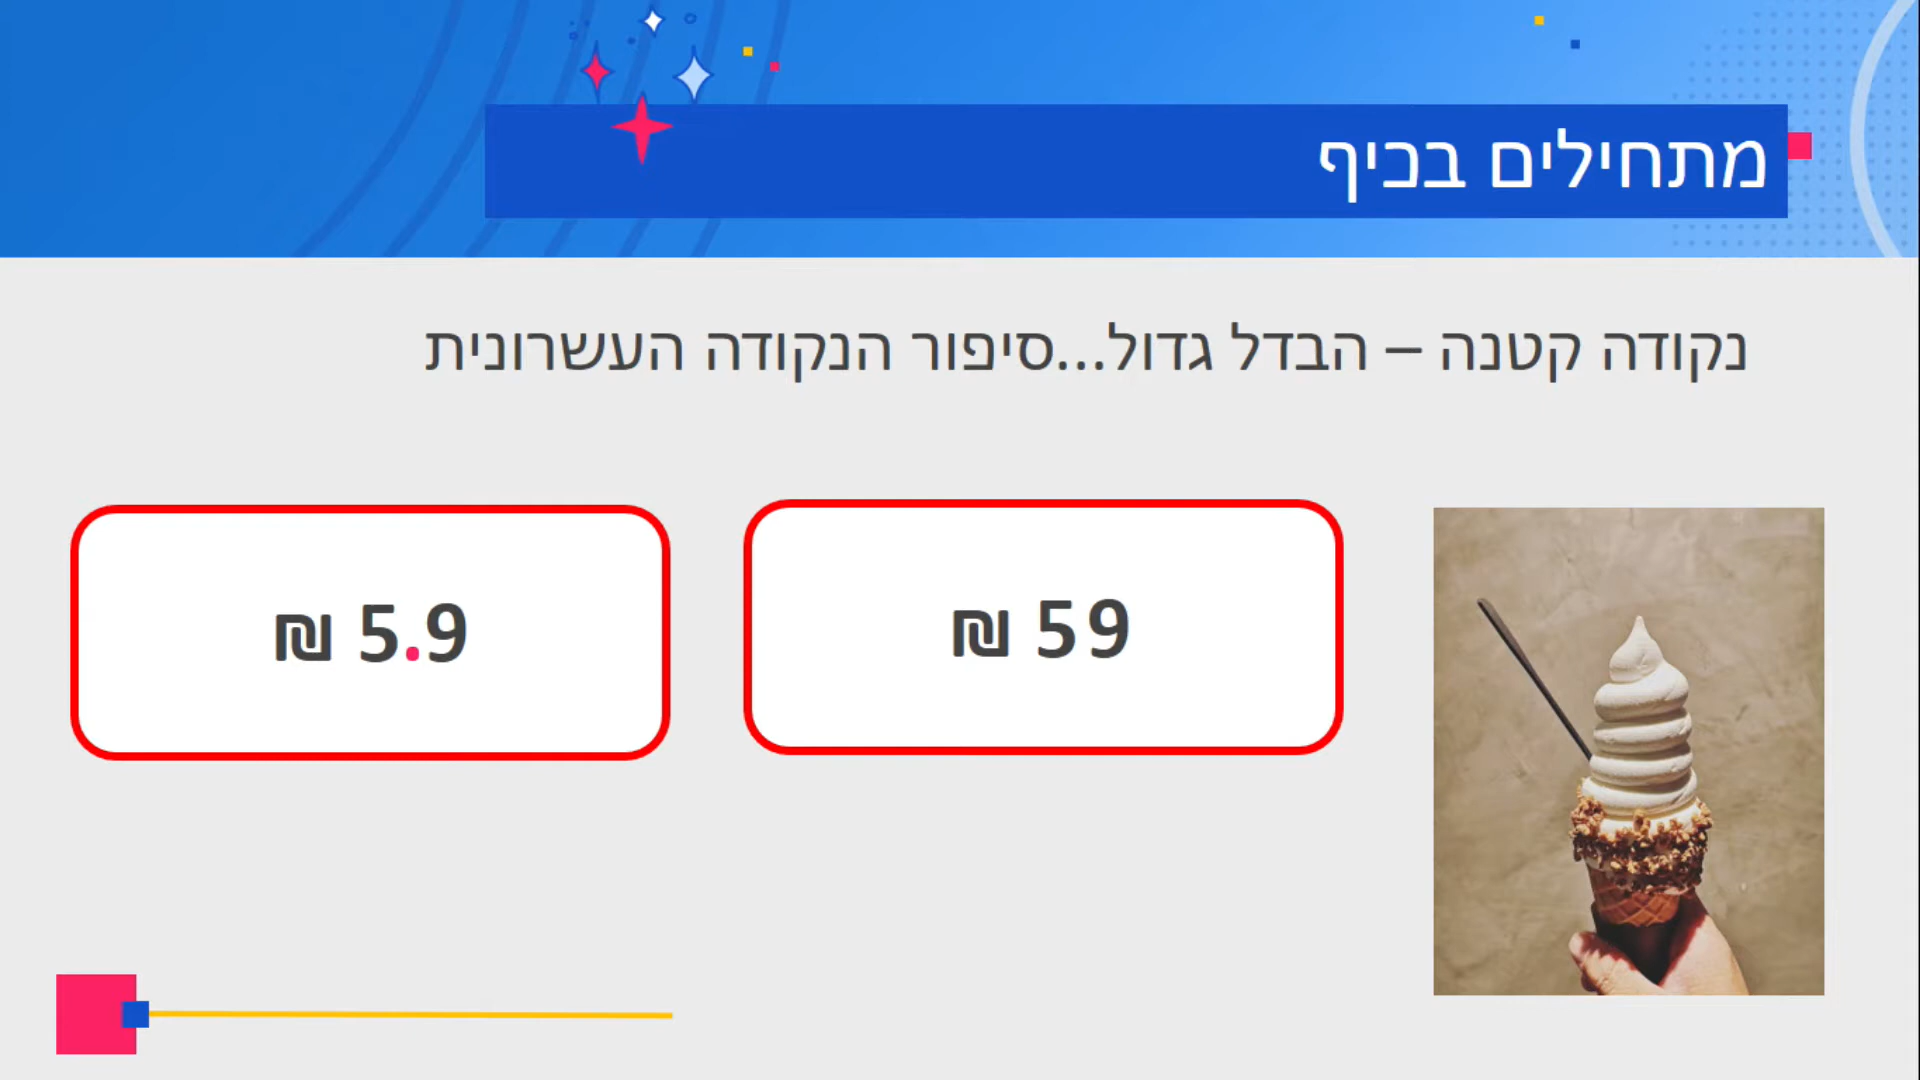 מתחילים בכיף
נקודה קטנה – הבדל גדול...סיפור הנקודה העשרונית
59 ₪
5.9 ₪